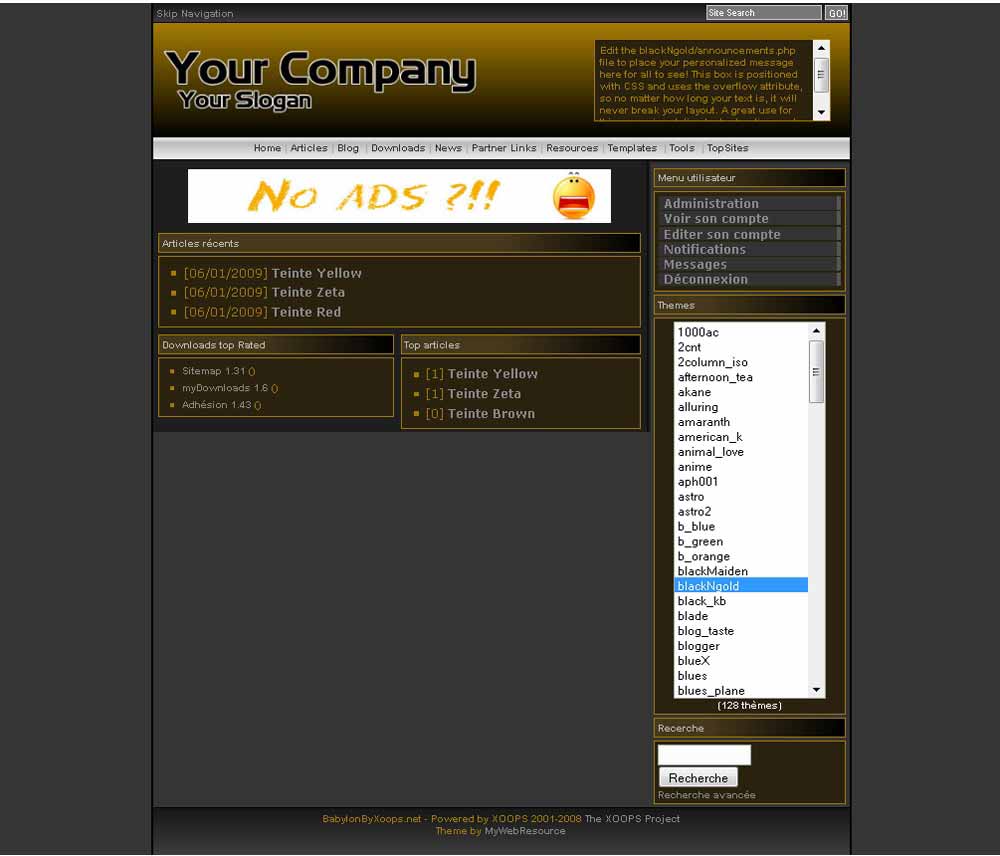 Skip Navigation
Site Search
GO!
Your Company
Your Slogan
Edit the blackNgold/announcements.php
file to place your personalized message
here for all to see! This box is positioned
with CSS and uses the overflow attribute,
so no matter how long your text is, it will
never break your layout. A great use for
Home | Articles | Blog | Downloads | News | Partner Links | Resources | Templates | Tools | TopSites
No ADS ?!!
Articles récents
[06/01/2009] Teinte Yellow
[06/01/2009] Teinte Zeta
[06/01/2009] Teinte Red
Downloads top Rated
Sitemap 1.31 ()
myDownloads 1.6 ()
Adhésion 1.43 ()
Top articles
[1] Teinte Yellow
[1] Teinte Zeta
[0] Teinte Brown
Menu utilisateur
Administration
Voir son compte
Editer son compte
Notifications
Messages
Déconnexion
Themes
1000ac
2cnt
2column_iso
afternoon_tea
akane
alluring
amaranth
american_k
animal_love
anime
aph001
astro
astro2
b_blue
b_green
b_orange
blackMaiden
blackNgold
black_kb
blade
blog_taste
blogger
blueX
blues
blues_plane
(128 thèmes)
Recerche
Recherche
Recherche avancée
BabylonByXoops.net - Powered by XOOPS 2001-2008 The XOOPS Project
Theme by MyWebResource